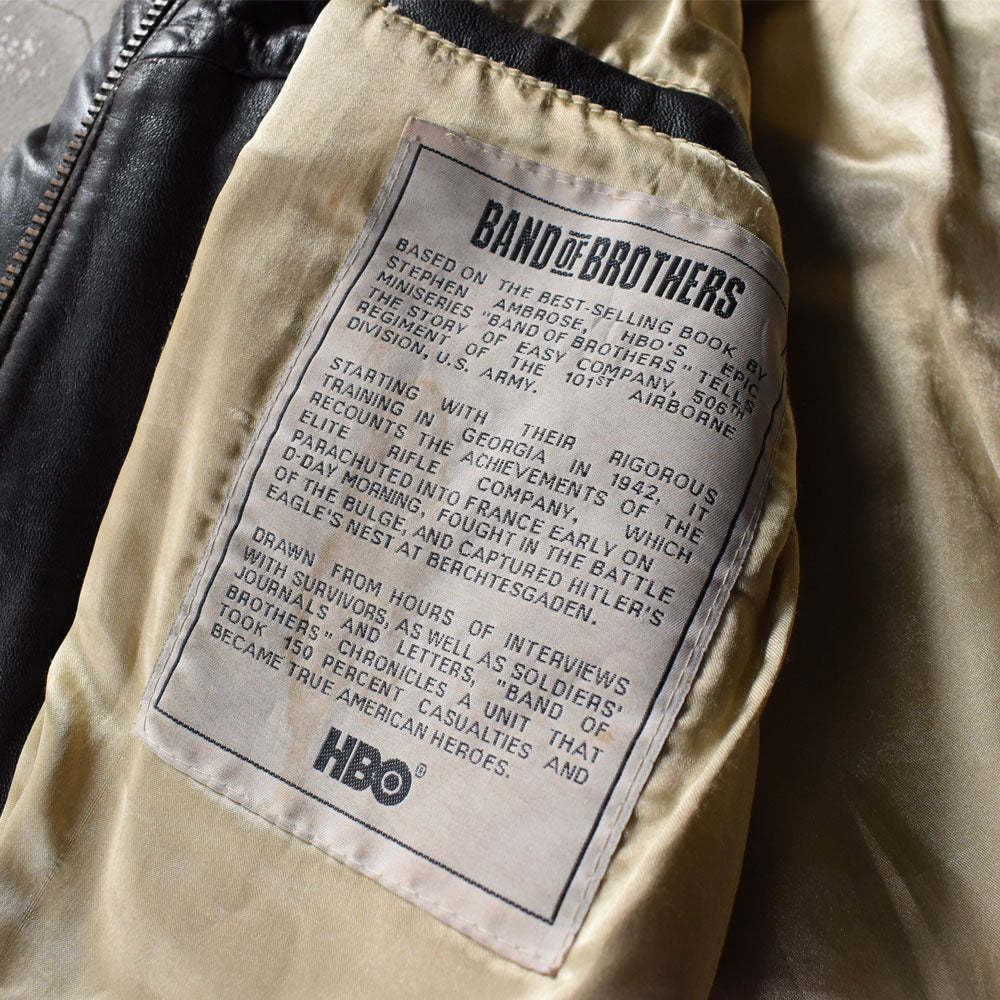 BAND OF BROTHERS
BASED ON THE BEST-SELLING BOOK BY
STEPHEN AMBROSE, HBO'S EPIC
MINISERIES "BAND OF BROTHERS" TELLS
THE STORY OF EASY COMPANY, 506TH
REGIMENT OF THE 101ST AIRBORNE
DIVISION, U.S. ARMY.
STARTING WITH THEIR RIGOROUS
TRAINING IN GEORGIA IN 1942, IT
RECOUNTS THE ACHIEVEMENTS OF THE
ELITE RIFLE COMPANY, WHICH
PARACHUTED INTO FRANCE EARLY ON
D-DAY MORNING, FOUGHT IN THE BATTLE
OF THE BULGE, AND CAPTURED HITLER'S
EAGLE'S NEST AT BERCHTESGADEN.
DRAWN FROM HOURS OF INTERVIEWS
WITH SURVIVORS, AS WELL AS SOLDIERS'
JOURNALS AND LETTERS, "BAND OF
BROTHERS" CHRONICLES A UNIT THAT
TOOK 150 PERCENT CASUALTIES AND
BECAME TRUE AMERICAN HEROES.
HBO®